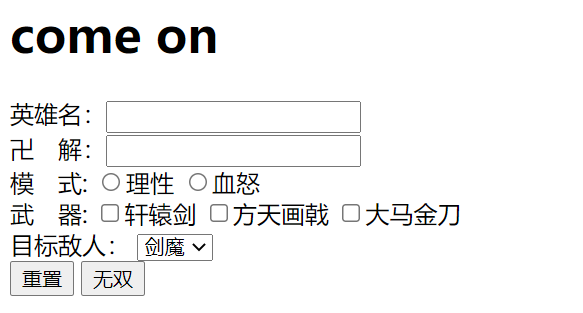 come on
英雄名：
卍　解：
模　式: 理性 血怒
武　器: 轩辕剑 方天画戟 大马金刀
目标敌人： 剑魔
重置 无双